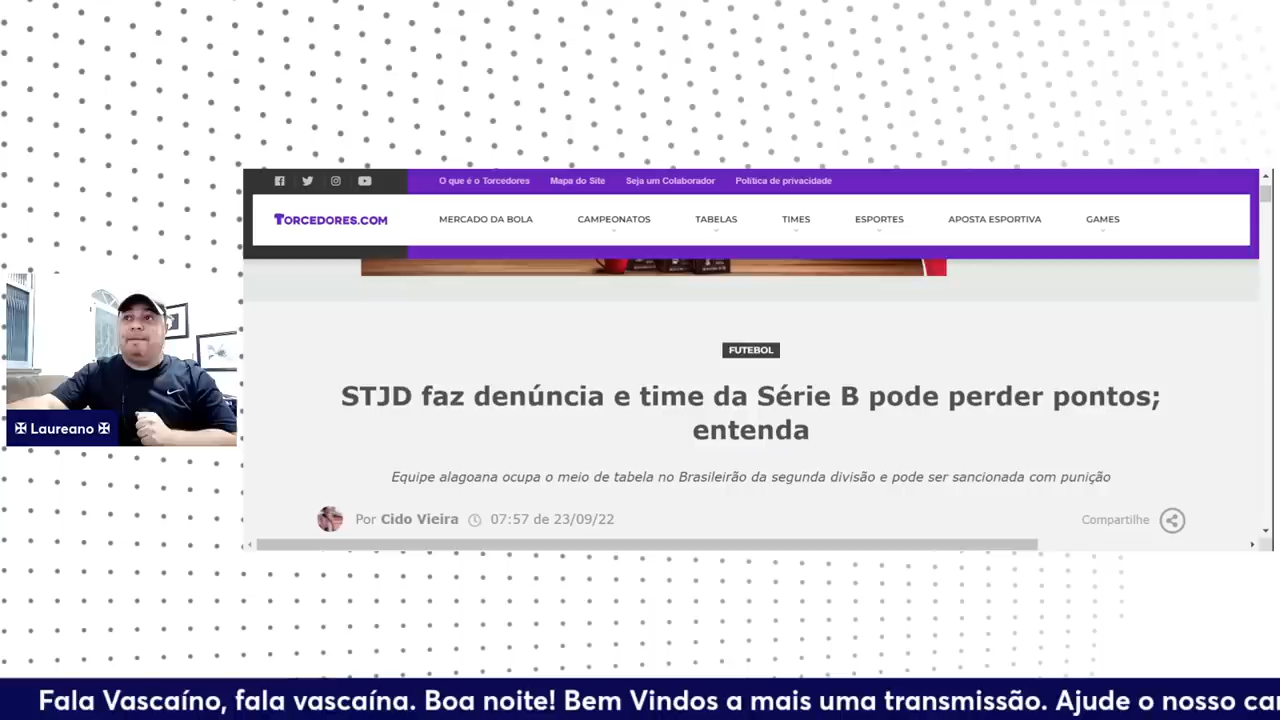 O que é o Torcedores Mapa do Site Seja um Colaborador Política de privacidade
TORCEDORES.COM MERCADO DA BOLA CAMPEONATOS TABELAS TIMES ESPORTES APOSTA ESPORTIVA GAMES
FUTEBOL
STJD faz denúncia e time da Série B pode perder pontos;
entenda
Equipe alagoana ocupa o meio de tabela no Brasileirão da segunda divisão e pode ser sancionada com punição
Por Cido Vieira 07:57 de 23/09/22 Compartilhe
✠ Laureano ✠
Fala Vascaíno, fala vascaína. Boa noite! Bem Vindos a mais uma transmissão. Ajude o nosso ca